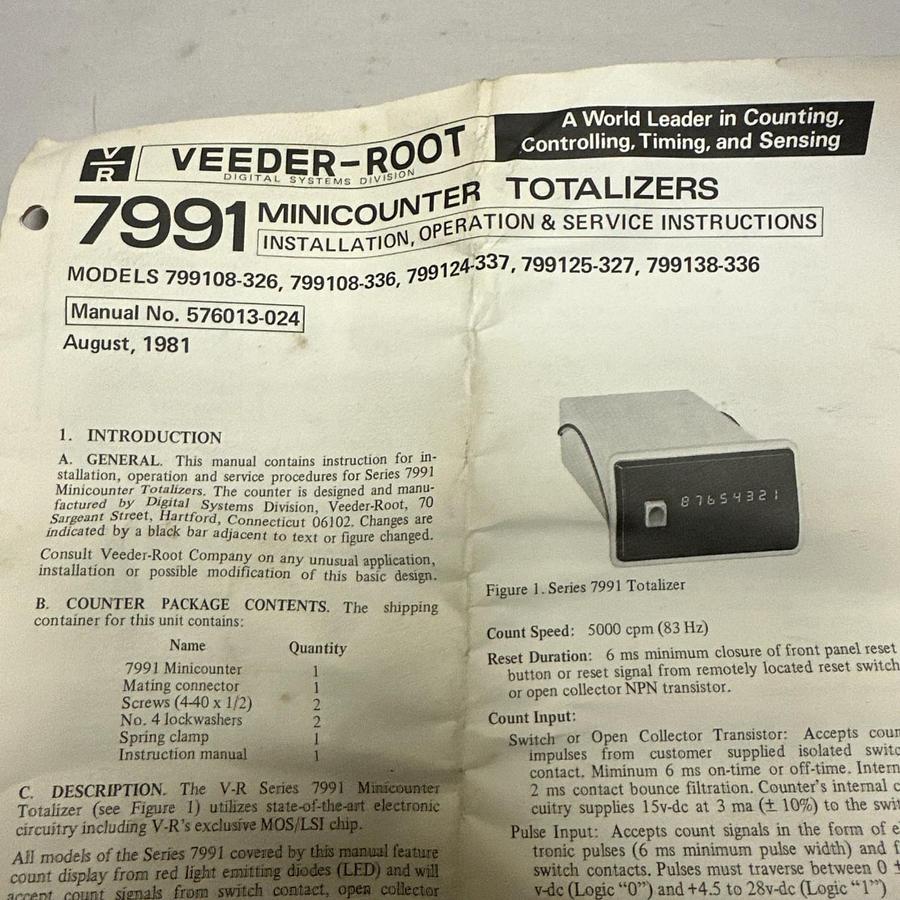 V
R
VEEDER-ROOT
DIGITAL SYSTEMS DIVISION
A World Leader in Counting,
Controlling, Timing, and Sensing
7991 MINICOUNTER TOTALIZERS
INSTALLATION, OPERATION & SERVICE INSTRUCTIONS
MODELS 799108-326, 799108-336, 799124-337, 799125-327, 799138-336
Manual No. 576013-024
August, 1981
1. INTRODUCTION
A. GENERAL. This manual contains instruction for in-
stallation, operation and service procedures for Series 7991
Minicounter Totalizers. The counter is designed and manu-
factured by Digital Systems Division, Veeder-Root, 70
Sargeant Street, Hartford, Connecticut 06102. Changes are
indicated by a black bar adjacent to text or figure changed.
Consult Veeder-Root Company on any unusual application,
installation or possible modification of this basic design.
B. COUNTER PACKAGE CONTENTS. The shipping
container for this unit contains:
Name Quantity
7991 Minicounter 1
Mating connector 1
Screws (4-40 x 1/2) 2
No. 4 lockwashers 2
Spring clamp 1
Instruction manual 1
C. DESCRIPTION. The V-R Series 7991 Minicounter
Totalizer (see Figure 1) utilizes state-of-the-art electronic
circuitry including V-R's exclusive MOS/LSI chip.
All models of the Series 7991 covered by this manual feature
count display from red light emitting diodes (LED) and will
accept count signals from switch contact, open collector
87654321
Figure 1. Series 7991 Totalizer
Count Speed: 5000 cpm (83 Hz)
Reset Duration: 6 ms minimum closure of front panel reset
button or reset signal from remotely located reset switch
or open collector NPN transistor.
Count Input:
Switch or Open Collector Transistor: Accepts coun
impulses from customer supplied isolated switc
contact. Miminum 6 ms on-time or off-time. Intern
2 ms contact bounce filtration. Counter's internal c
cuitry supplies 15v-dc at 3 ma (± 10%) to the swit
Pulse Input: Accepts count signals in the form of e
tronic pulses (6 ms minimum pulse width) and f
switch contacts. Pulses must traverse between 0 ±
v-dc (Logic "0") and +4.5 to 28v-dc (Logic "1")